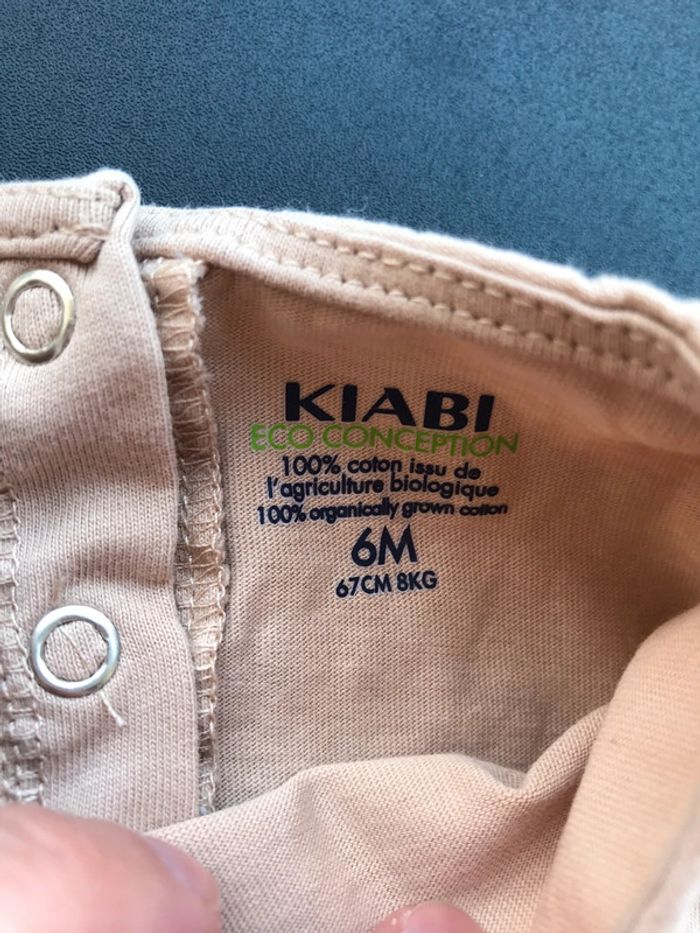 KIABI
ECO CONCEPTION
100% coton issu de
l'agriculture biologique
100% organically grown cotton
6M
67CM 8KG